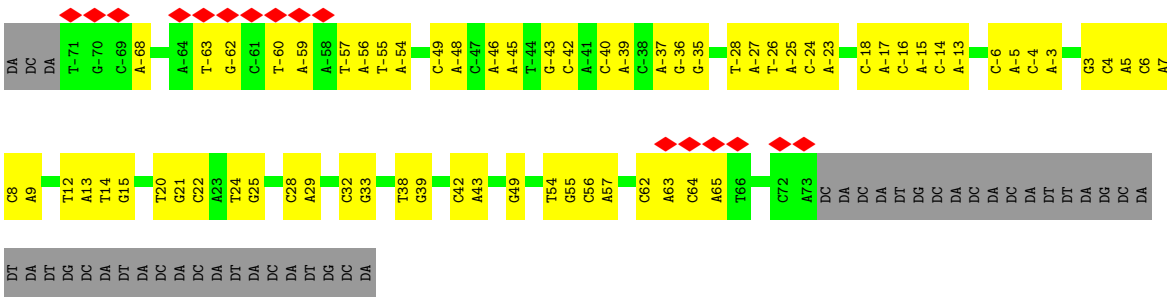 DA DC DA T-71 G-70 C-69 A-68 A-64 T-63 G-62 C-61 T-60 A-59 A-58 T-57 A-56 T-55 A-54 C-49 A-48 C-47 A-46 A-45 T-44 G-43 C-42 A-41 C-40 A-39 C-38 A-37 G-36 G-35 T-28 A-27 T-26 A-25 C-24 A-23 C-18 A-17 C-16 A-15 C-14 A-13 C-6 A-5 C-4 A-3 G3 C4 A5 C6 A7
C8 A9 T12 A13 T14 G15 T20 G21 C22 A23 T24 G25 C28 A29 C32 G33 T38 G39 C42 A43 G49 T54 G55 C56 A57 C62 A63 C64 A65 T66 C72 A73 DC DA DC DA DT DG DC DA DC DA DC DA DT DT DA DG DC DA
DT DA DT DG DC DA DT DA DC DA DC DA DT DA DC DA DT DG DC DA